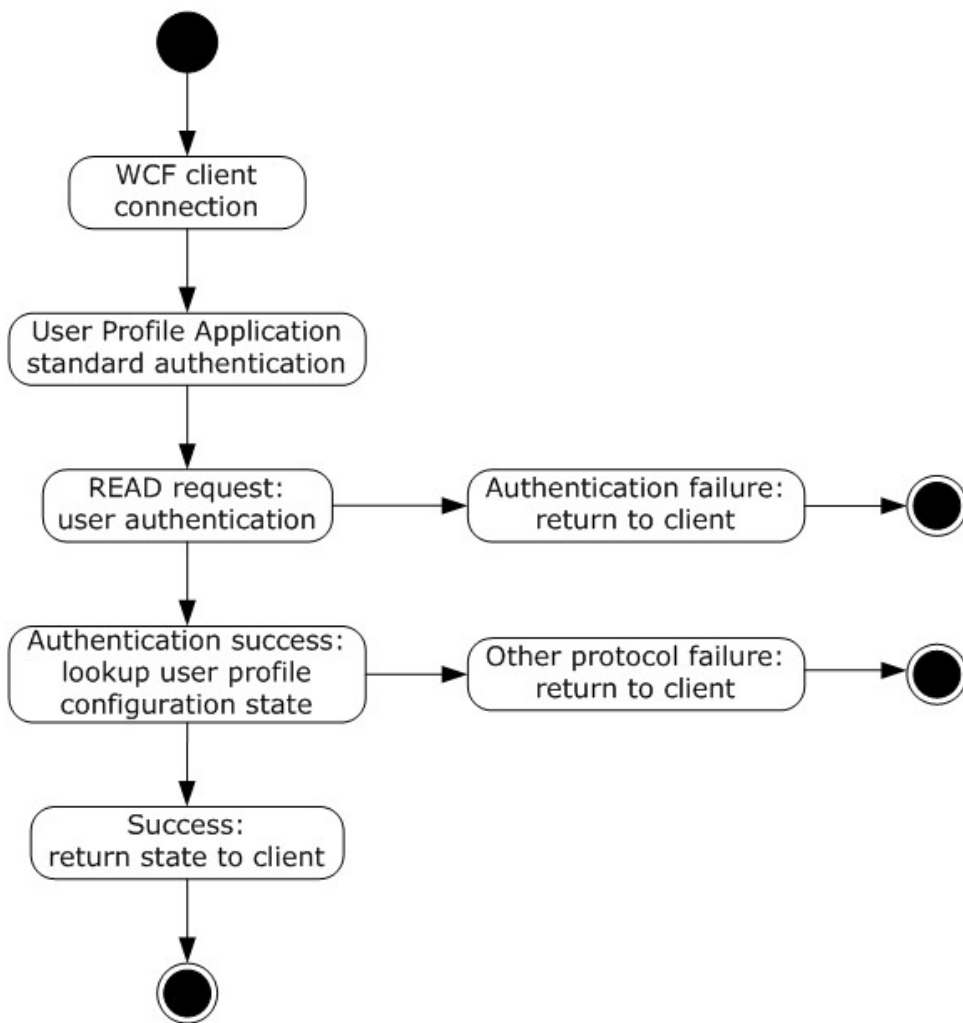 WCF client
connection
User Profile Application
standard authentication
READ request:
user authentication
Authentication failure:
return to client
Authentication success:
lookup user profile
configuration state
Other protocol failure:
return to client
Success:
return state to client